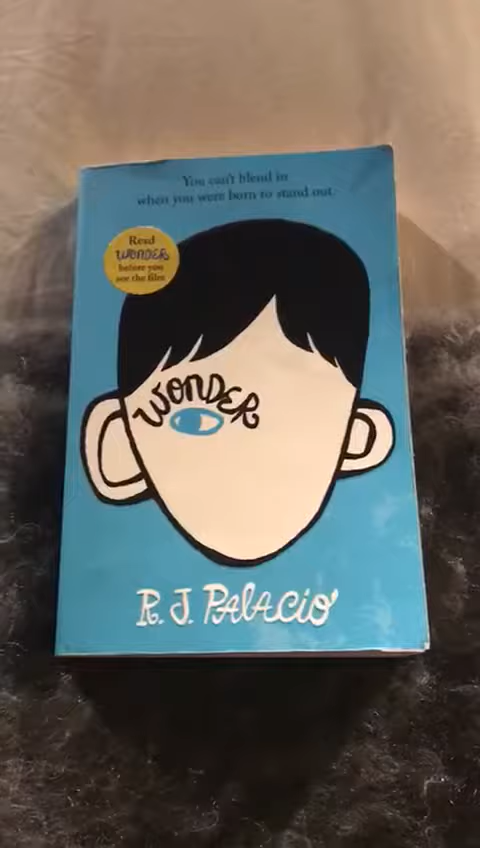 You can't blend in
when you were born to stand out.
Read
WONDER
before you
see the film
WONDER
R. J. PALACIO